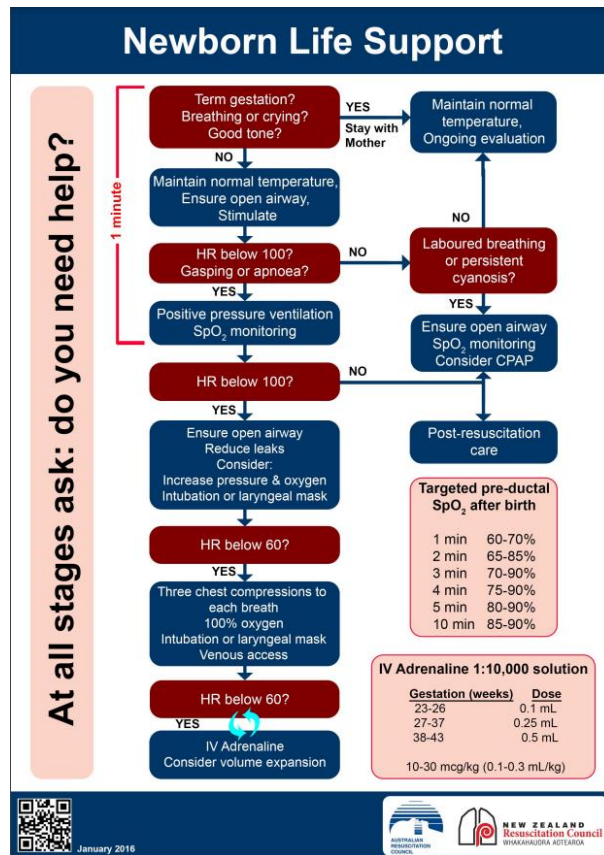 Newborn Life Support
At all stages ask: do you need help?
1 minute
Term gestation?
Breathing or crying?
Good tone?
YES
Stay with
Mother
Maintain normal temperature,
Ongoing evaluation
NO
Maintain normal temperature,
Ensure open airway,
Stimulate
NO
HR below 100?
Gasping or apnoea?
NO
Laboured breathing
or persistent
cyanosis?
YES
YES
Positive pressure ventilation
SpO₂ monitoring
Ensure open airway
SpO₂ monitoring
Consider CPAP
HR below 100?
NO
YES
Post-resuscitation
care
Ensure open airway
Reduce leaks
Consider:
Increase pressure & oxygen
Intubation or laryngeal mask
HR below 60?
YES
Three chest compressions to
each breath
100% oxygen
Intubation or laryngeal mask
Venous access
HR below 60?
YES
IV Adrenaline
Consider volume expansion
Targeted pre-ductal
SpO₂ after birth
1 min 60-70%
2 min 65-85%
3 min 70-90%
4 min 75-90%
5 min 80-90%
10 min 85-90%
IV Adrenaline 1:10,000 solution
Gestation (weeks) Dose
23-26 0.1 mL
27-37 0.25 mL
38-43 0.5 mL
10-30 mcg/kg (0.1-0.3 mL/kg)
January 2016
AUSTRALIAN
RESUSCITATION
COUNCIL
NEW ZEALAND
Resuscitation Council
WHAKAHAUORA AOTEAROA